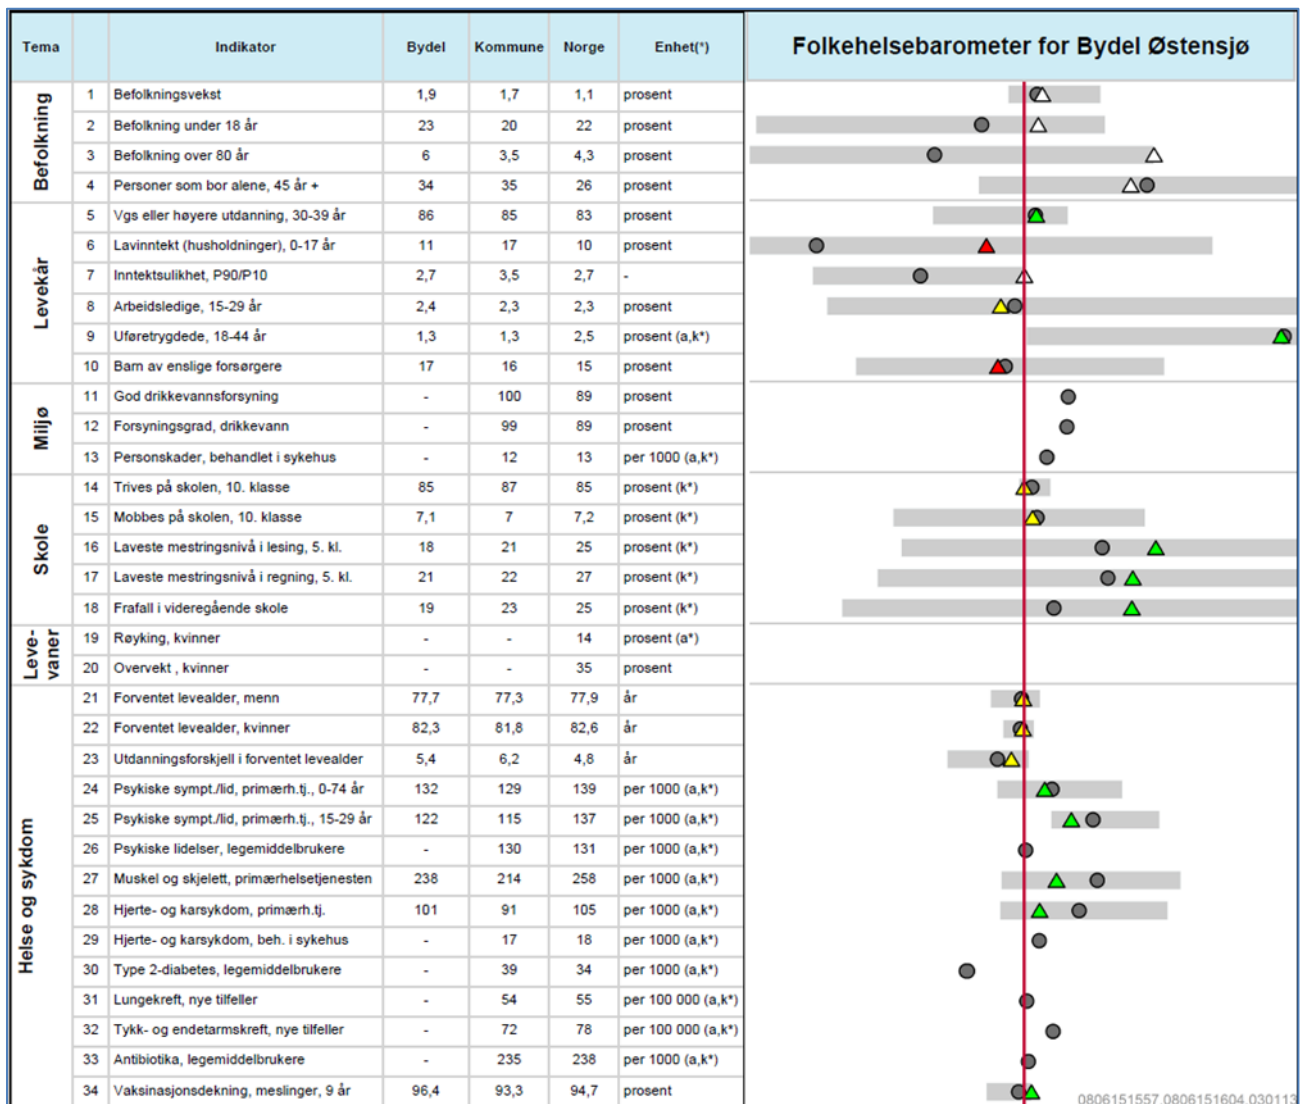 Tema Indikator Bydel Kommune Norge Enhet(*) Folkehelsebarometer for Bydel Østensjø
Befolkning
1 Befolkningsvekst 1,9 1,7 1,1 prosent
2 Befolkning under 18 år 23 20 22 prosent
3 Befolkning over 80 år 6 3,5 4,3 prosent
4 Personer som bor alene, 45 år + 34 35 26 prosent
Levekår
5 Vgs eller høyere utdanning, 30-39 år 86 85 83 prosent
6 Lavinntekt (husholdninger), 0-17 år 11 17 10 prosent
7 Inntektsulikhet, P90/P10 2,7 3,5 2,7 -
8 Arbeidsledige, 15-29 år 2,4 2,3 2,3 prosent
9 Uføretrygdede, 18-44 år 1,3 1,3 2,5 prosent (a,k*)
10 Barn av enslige forsørgere 17 16 15 prosent
Miljø
11 God drikkevannsforsyning - 100 89 prosent
12 Forsyningsgrad, drikkevann - 99 89 prosent
13 Personskader, behandlet i sykehus - 12 13 per 1000 (a,k*)
Skole
14 Trives på skolen, 10. klasse 85 87 85 prosent (k*)
15 Mobbes på skolen, 10. klasse 7,1 7 7,2 prosent (k*)
16 Laveste mestringsnivå i lesing, 5. kl. 18 21 25 prosent (k*)
17 Laveste mestringsnivå i regning, 5. kl. 21 22 27 prosent (k*)
18 Frafall i videregående skole 19 23 25 prosent (k*)
Leve-
vaner
19 Røyking, kvinner - - 14 prosent (a*)
20 Overvekt , kvinner - - 35 prosent
Helse og sykdom
21 Forventet levealder, menn 77,7 77,3 77,9 år
22 Forventet levealder, kvinner 82,3 81,8 82,6 år
23 Utdanningsforskjell i forventet levealder 5,4 6,2 4,8 år
24 Psykiske sympt./lid, primærh.tj., 0-74 år 132 129 139 per 1000 (a,k*)
25 Psykiske sympt./lid, primærh.tj., 15-29 år 122 115 137 per 1000 (a,k*)
26 Psykiske lidelser, legemiddelbrukere - 130 131 per 1000 (a,k*)
27 Muskel og skjelett, primærhelsetjenesten 238 214 258 per 1000 (a,k*)
28 Hjerte- og karsykdom, primærh.tj. 101 91 105 per 1000 (a,k*)
29 Hjerte- og karsykdom, beh. i sykehus - 17 18 per 1000 (a,k*)
30 Type 2-diabetes, legemiddelbrukere - 39 34 per 1000 (a,k*)
31 Lungekreft, nye tilfeller - 54 55 per 100 000 (a,k*)
32 Tykk- og endetarmskreft, nye tilfeller - 72 78 per 100 000 (a,k*)
33 Antibiotika, legemiddelbrukere - 235 238 per 1000 (a,k*)
34 Vaksinasjonsdekning, meslinger, 9 år 96,4 93,3 94,7 prosent
0806151557.0806151604.030113